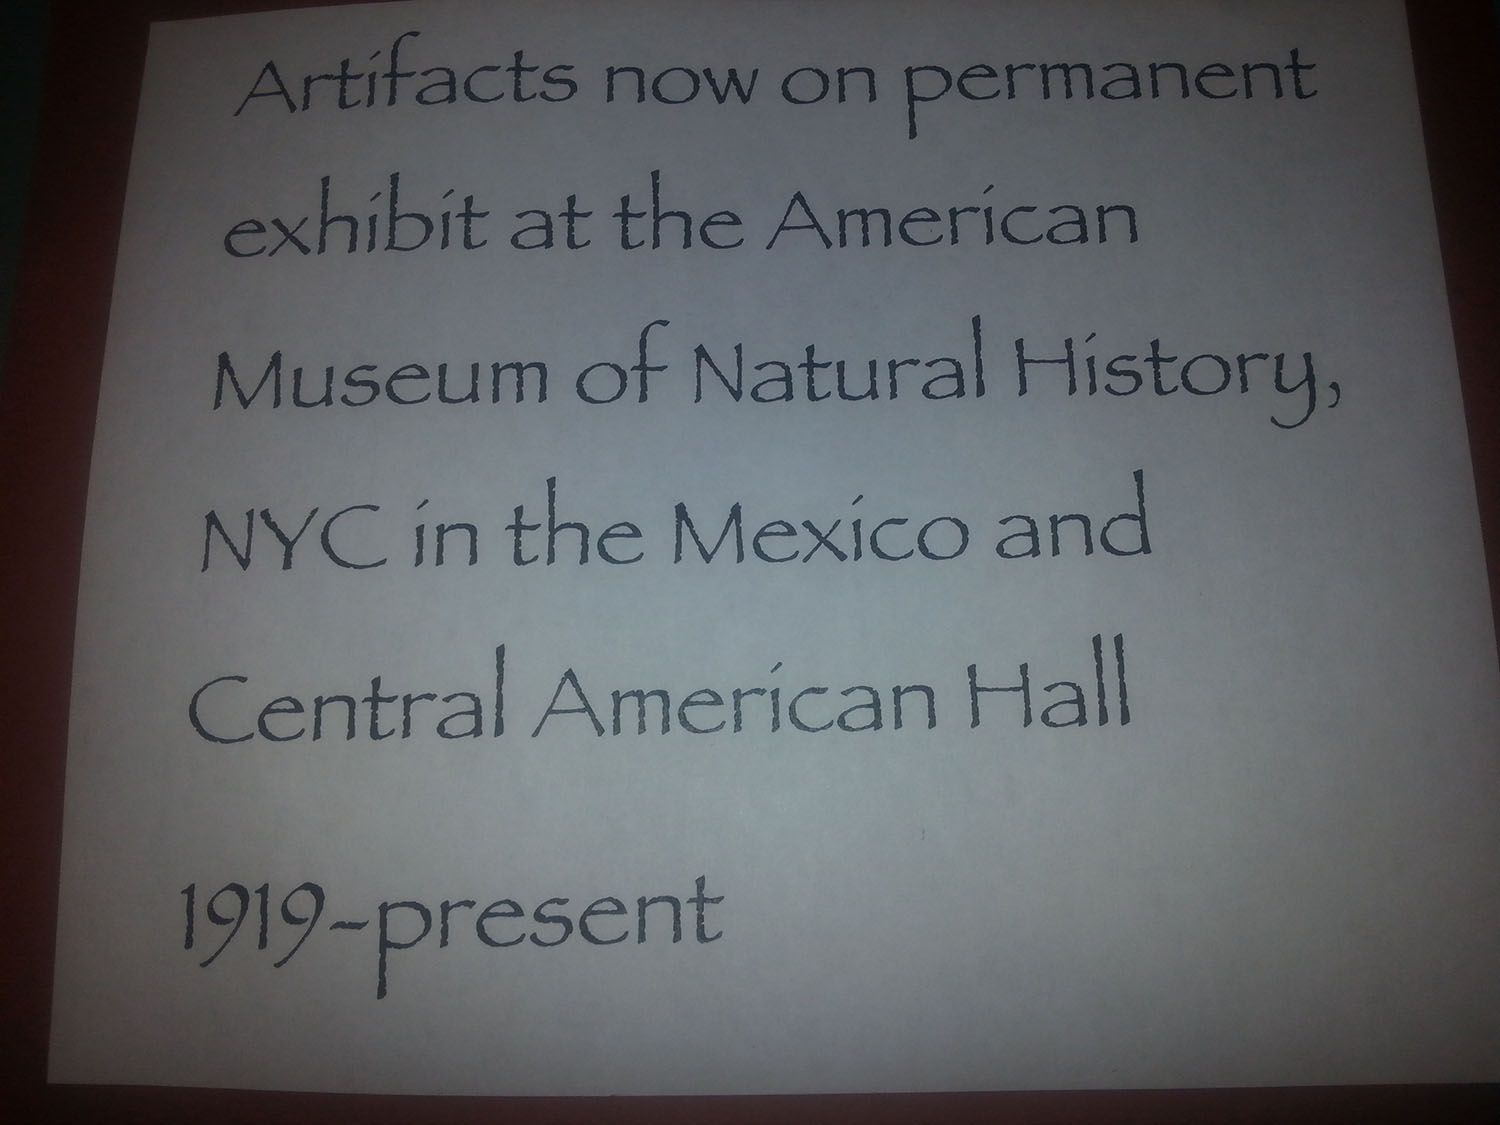 Artifacts now on permanent
exhibit at the American
Museum of Natural History,
NYC in the Mexico and
Central American Hall
1919-present